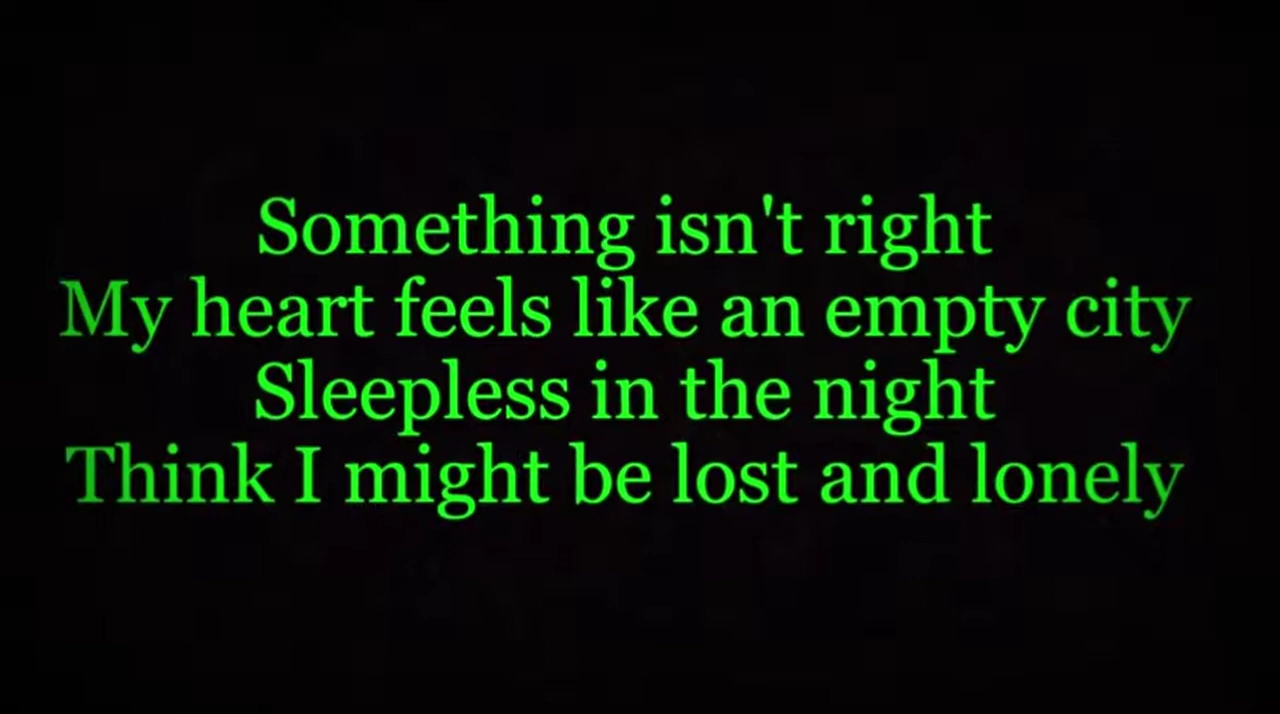 Something isn't right
My heart feels like an empty city
Sleepless in the night
Think I might be lost and lonely